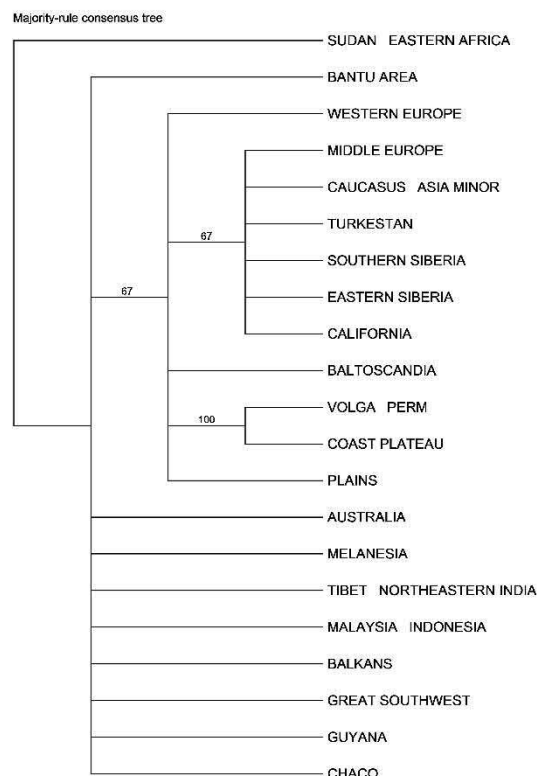 Majority-rule consensus tree
SUDAN EASTERN AFRICA
BANTU AREA
WESTERN EUROPE
MIDDLE EUROPE
CAUCASUS ASIA MINOR
TURKESTAN
67
SOUTHERN SIBERIA
EASTERN SIBERIA
67
CALIFORNIA
BALTOSCANDIA
VOLGA PERM
100
COAST PLATEAU
PLAINS
AUSTRALIA
MELANESIA
TIBET NORTHEASTERN INDIA
MALAYSIA INDONESIA
BALKANS
GREAT SOUTHWEST
GUYANA
CHACO